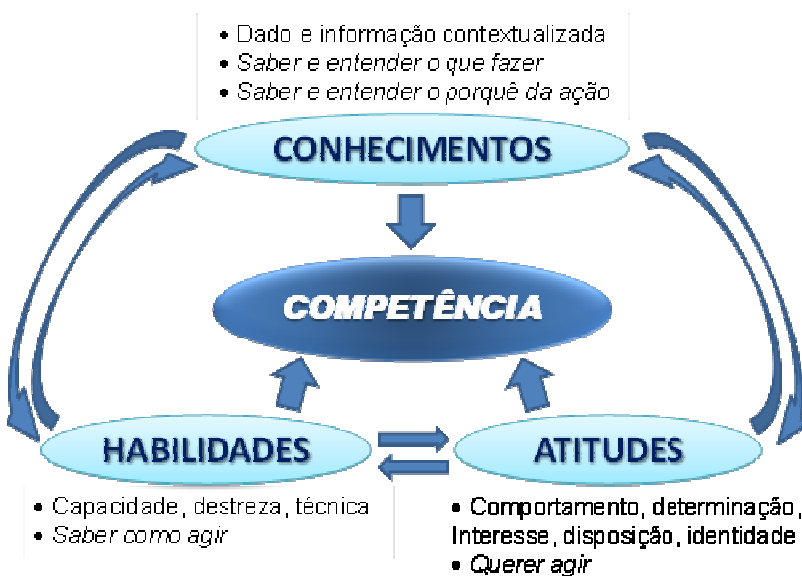 • Dado e informação contextualizada
• Saber e entender o que fazer
• Saber e entender o porquê da ação
CONHECIMENTOS
COMPETÊNCIA
HABILIDADES
• Capacidade, destreza, técnica
• Saber como agir
ATITUDES
• Comportamento, determinação,
Interesse, disposição, identidade
• Querer agir